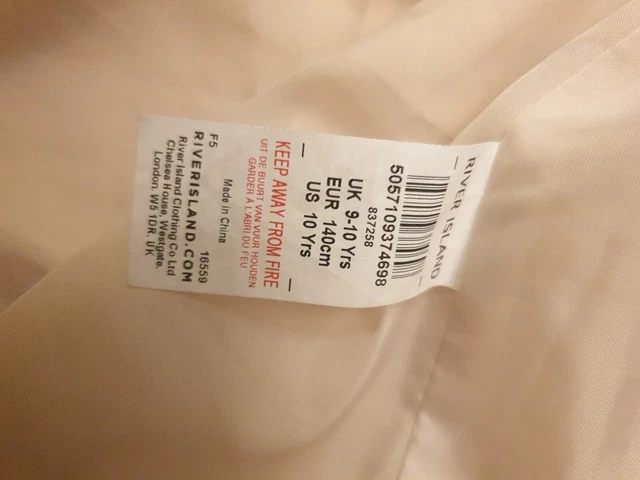 RIVER ISLAND
5057109374698
837258
UK 9-10 Yrs
EUR 140cm
US 10 Yrs
KEEP AWAY FROM FIRE
UIT DE BUURT VAN VUUR HOUDEN
GARDER À L'ABRI DU FEU
Made in China
F5 16559
RIVERISLAND.COM
River Island Clothing Co Ltd
Chelsea House, Westgate,
London. W5 1DR. UK